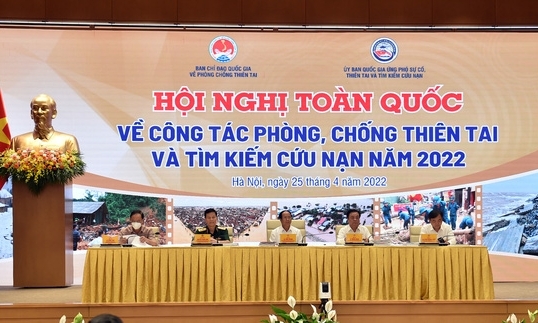 BAN CHỈ ĐẠO QUỐC GIA
VỀ PHÒNG CHỐNG THIÊN TAI
ỦY BAN QUỐC GIA ỨNG PHÓ SỰ CỐ,
THIÊN TAI VÀ TÌM KIẾM CỨU NẠN
HỘI NGHỊ TOÀN QUỐC
VỀ CÔNG TÁC PHÒNG, CHỐNG THIÊN TAI
VÀ TÌM KIẾM CỨU NẠN NĂM 2022
Hà Nội, ngày 25 tháng 4 năm 2022